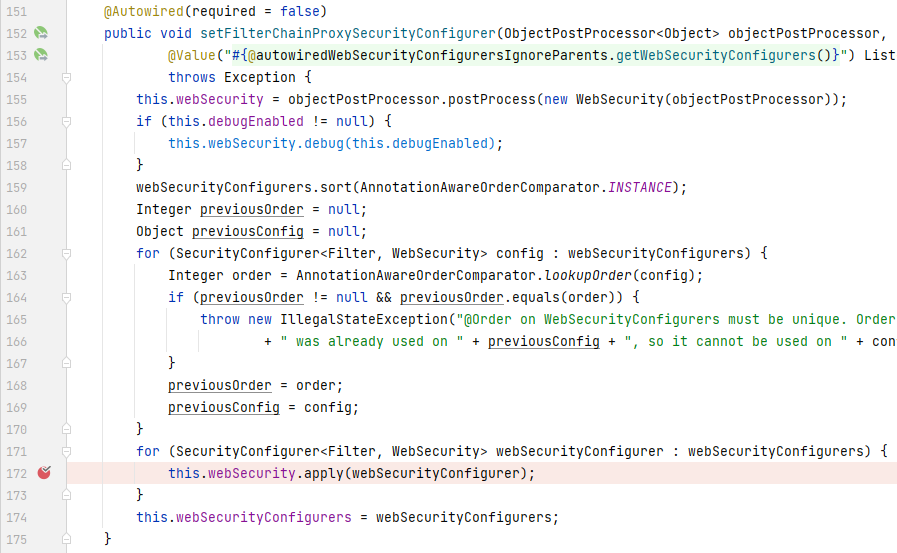 151 @Autowired(required = false)
152 public void setFilterChainProxySecurityConfigurer(ObjectPostProcessor<Object> objectPostProcessor,
153 @Value("#{@autowiredWebSecurityConfigurersIgnoreParents.getWebSecurityConfigurers()}") List
154 throws Exception {
155 this.webSecurity = objectPostProcessor.postProcess(new WebSecurity(objectPostProcessor));
156 if (this.debugEnabled != null) {
157 this.webSecurity.debug(this.debugEnabled);
158 }
159 webSecurityConfigurers.sort(AnnotationAwareOrderComparator.INSTANCE);
160 Integer previousOrder = null;
161 Object previousConfig = null;
162 for (SecurityConfigurer<Filter, WebSecurity> config : webSecurityConfigurers) {
163 Integer order = AnnotationAwareOrderComparator.lookupOrder(config);
164 if (previousOrder != null && previousOrder.equals(order)) {
165 throw new IllegalStateException("@Order on WebSecurityConfigurers must be unique. Order
166 + " was already used on " + previousConfig + ", so it cannot be used on " + con
167 }
168 previousOrder = order;
169 previousConfig = config;
170 }
171 for (SecurityConfigurer<Filter, WebSecurity> webSecurityConfigurer : webSecurityConfigurers) {
172 this.webSecurity.apply(webSecurityConfigurer);
173 }
174 this.webSecurityConfigurers = webSecurityConfigurers;
175 }